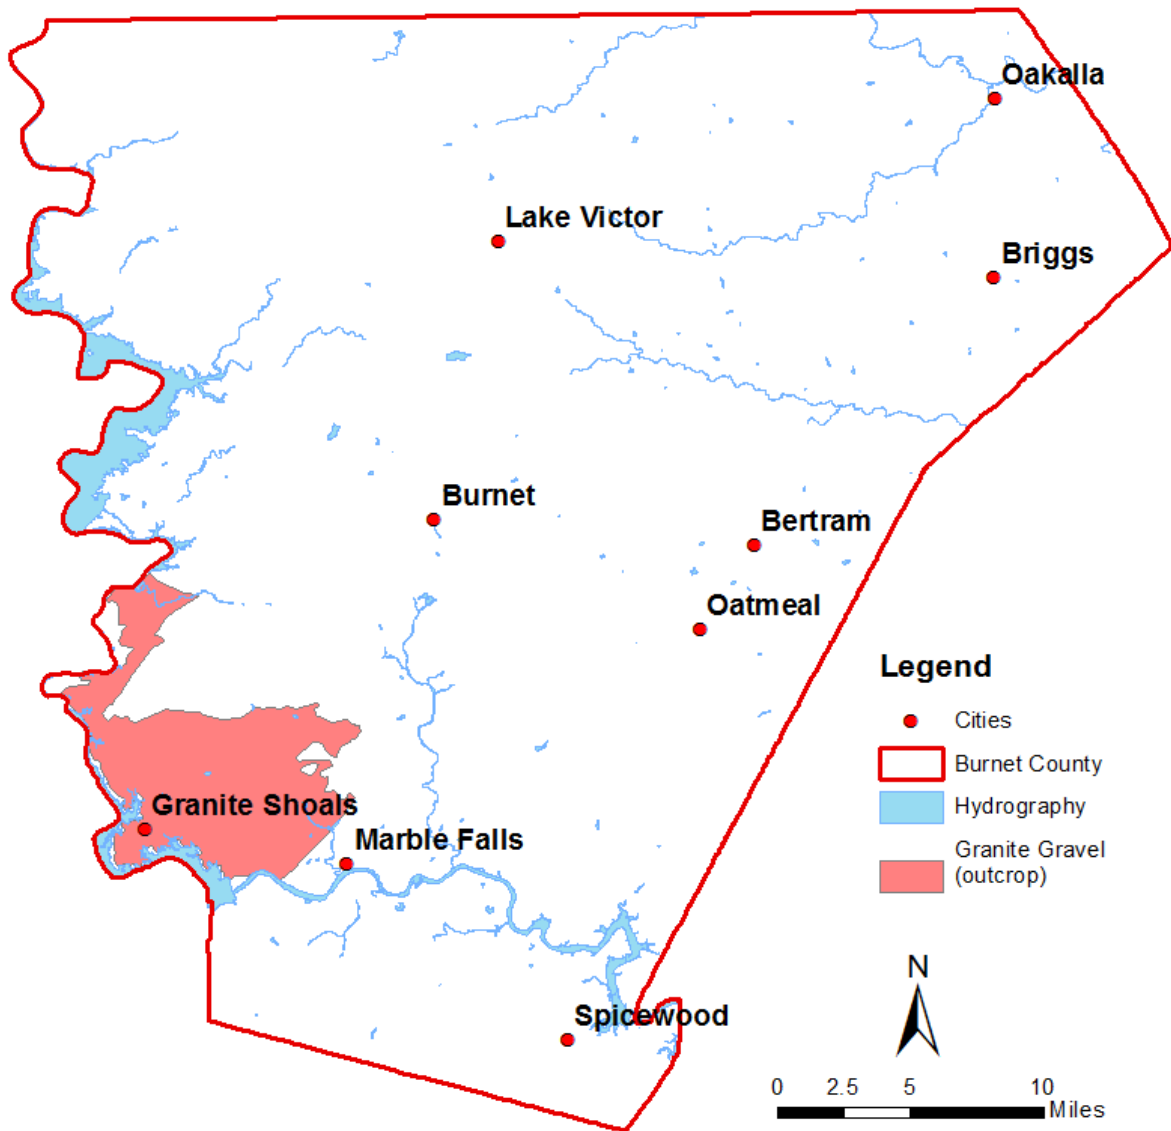 Oakalla
Lake Victor
Briggs
Burnet
Bertram
Oatmeal
Granite Shoals
Marble Falls
Spicewood
Legend
Cities
Burnet County
Hydrography
Granite Gravel
(outcrop)
N
0 2.5 5 10
Miles